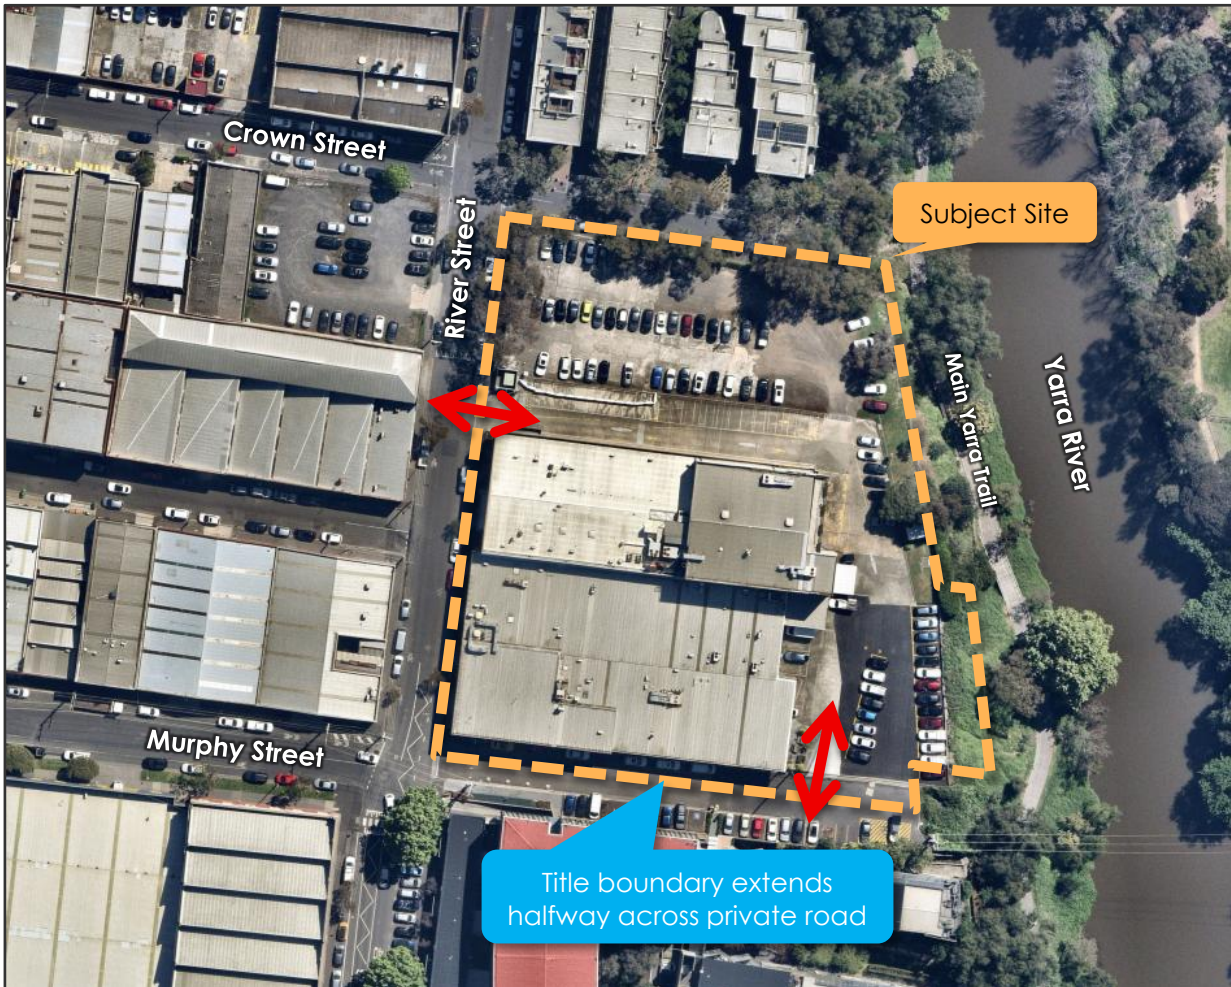 Crown Street
River Street
Subject Site
Main Yarra Trail
Yarra River
Murphy Street
Title boundary extends
halfway across private road